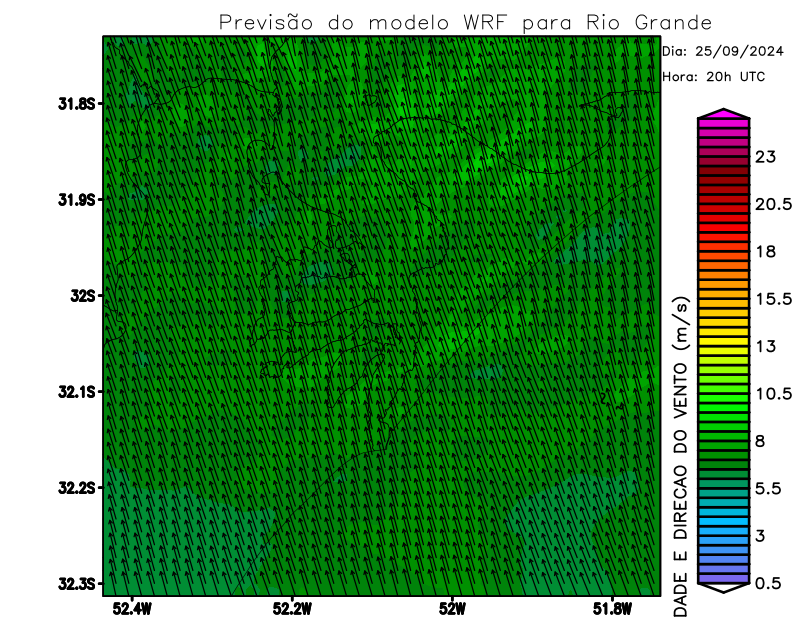 Previsão do modelo WRF para Rio Grande
Dia: 25/09/2024
Hora: 20h UTC
31.8S
31.9S
32S
32.1S
32.2S
32.3S
52.4W
52.2W
52W
51.8W
23
20.5
18
15.5
13
10.5
8
5.5
3
0.5
DADE E DIRECAO DO VENTO (m/s)